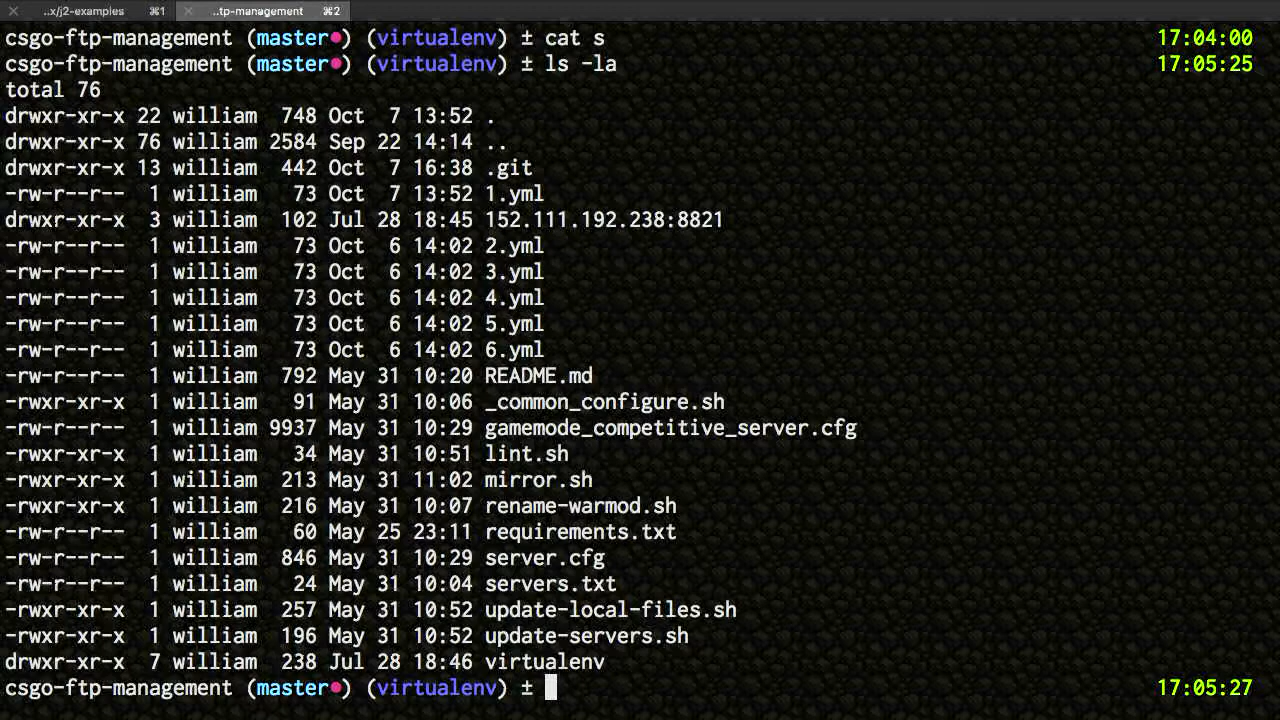 ..x/j2-examples ⌘1 ..tp-management ⌘2
csgo-ftp-management (master●) (virtualenv) ± cat s 17:04:00
csgo-ftp-management (master●) (virtualenv) ± ls -la 17:05:25
total 76
drwxr-xr-x 22 william 748 Oct 7 13:52 .
drwxr-xr-x 76 william 2584 Sep 22 14:14 ..
drwxr-xr-x 13 william 442 Oct 7 16:38 .git
-rw-r--r-- 1 william 73 Oct 7 13:52 1.yml
drwxr-xr-x 3 william 102 Jul 28 18:45 152.111.192.238:8821
-rw-r--r-- 1 william 73 Oct 6 14:02 2.yml
-rw-r--r-- 1 william 73 Oct 6 14:02 3.yml
-rw-r--r-- 1 william 73 Oct 6 14:02 4.yml
-rw-r--r-- 1 william 73 Oct 6 14:02 5.yml
-rw-r--r-- 1 william 73 Oct 6 14:02 6.yml
-rw-r--r-- 1 william 792 May 31 10:20 README.md
-rwxr-xr-x 1 william 91 May 31 10:06 _common_configure.sh
-rw-r--r-- 1 william 9937 May 31 10:29 gamemode_competitive_server.cfg
-rwxr-xr-x 1 william 34 May 31 10:51 lint.sh
-rwxr-xr-x 1 william 213 May 31 11:02 mirror.sh
-rwxr-xr-x 1 william 216 May 31 10:07 rename-warmod.sh
-rw-r--r-- 1 william 60 May 25 23:11 requirements.txt
-rw-r--r-- 1 william 846 May 31 10:29 server.cfg
-rw-r--r-- 1 william 24 May 31 10:04 servers.txt
-rwxr-xr-x 1 william 257 May 31 10:52 update-local-files.sh
-rwxr-xr-x 1 william 196 May 31 10:52 update-servers.sh
drwxr-xr-x 7 william 238 Jul 28 18:46 virtualenv
csgo-ftp-management (master●) (virtualenv) ± 17:05:27